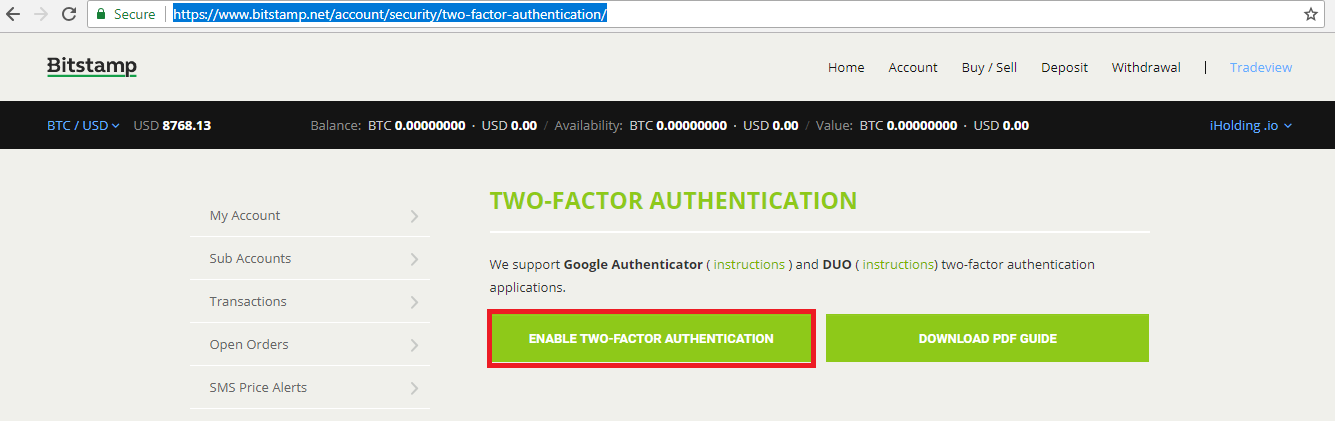 Secure https://www.bitstamp.net/account/security/two-factor-authentication/
Bitstamp
Home Account Buy / Sell Deposit Withdrawal | Tradeview
BTC / USD USD 8768.13 Balance: BTC 0.00000000 · USD 0.00 / Availability: BTC 0.00000000 · USD 0.00 / Value: BTC 0.00000000 · USD 0.00 iHolding .io
TWO-FACTOR AUTHENTICATION
My Account
Sub Accounts
Transactions
Open Orders
SMS Price Alerts
We support Google Authenticator ( instructions ) and DUO ( instructions) two-factor authentication
applications.
ENABLE TWO-FACTOR AUTHENTICATION DOWNLOAD PDF GUIDE